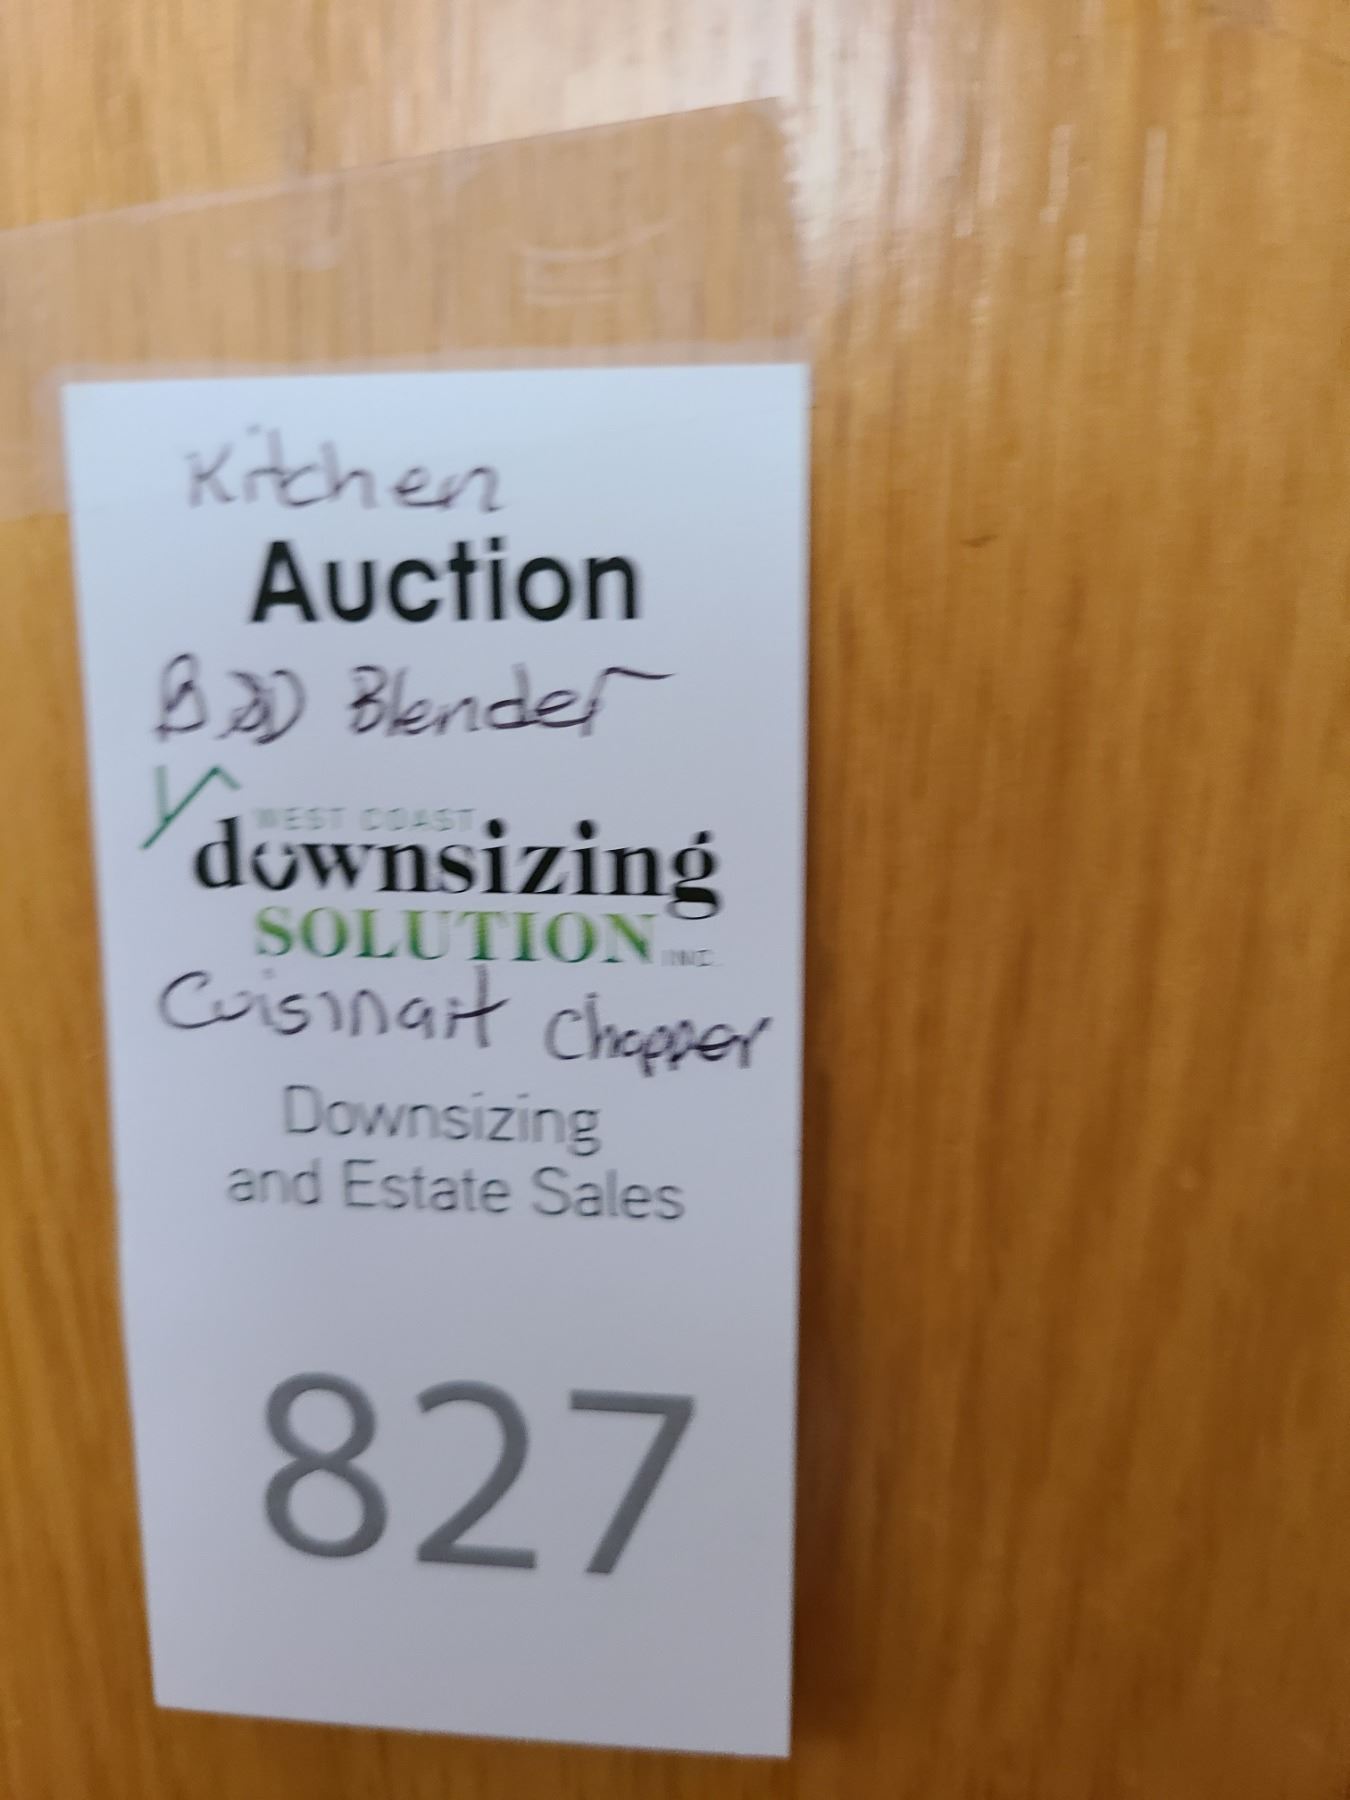 Kitchen
Auction
B&D Blender
WEST COAST
downsizing
SOLUTION INC.
Cuisinart Chopper
Downsizing
and Estate Sales
827